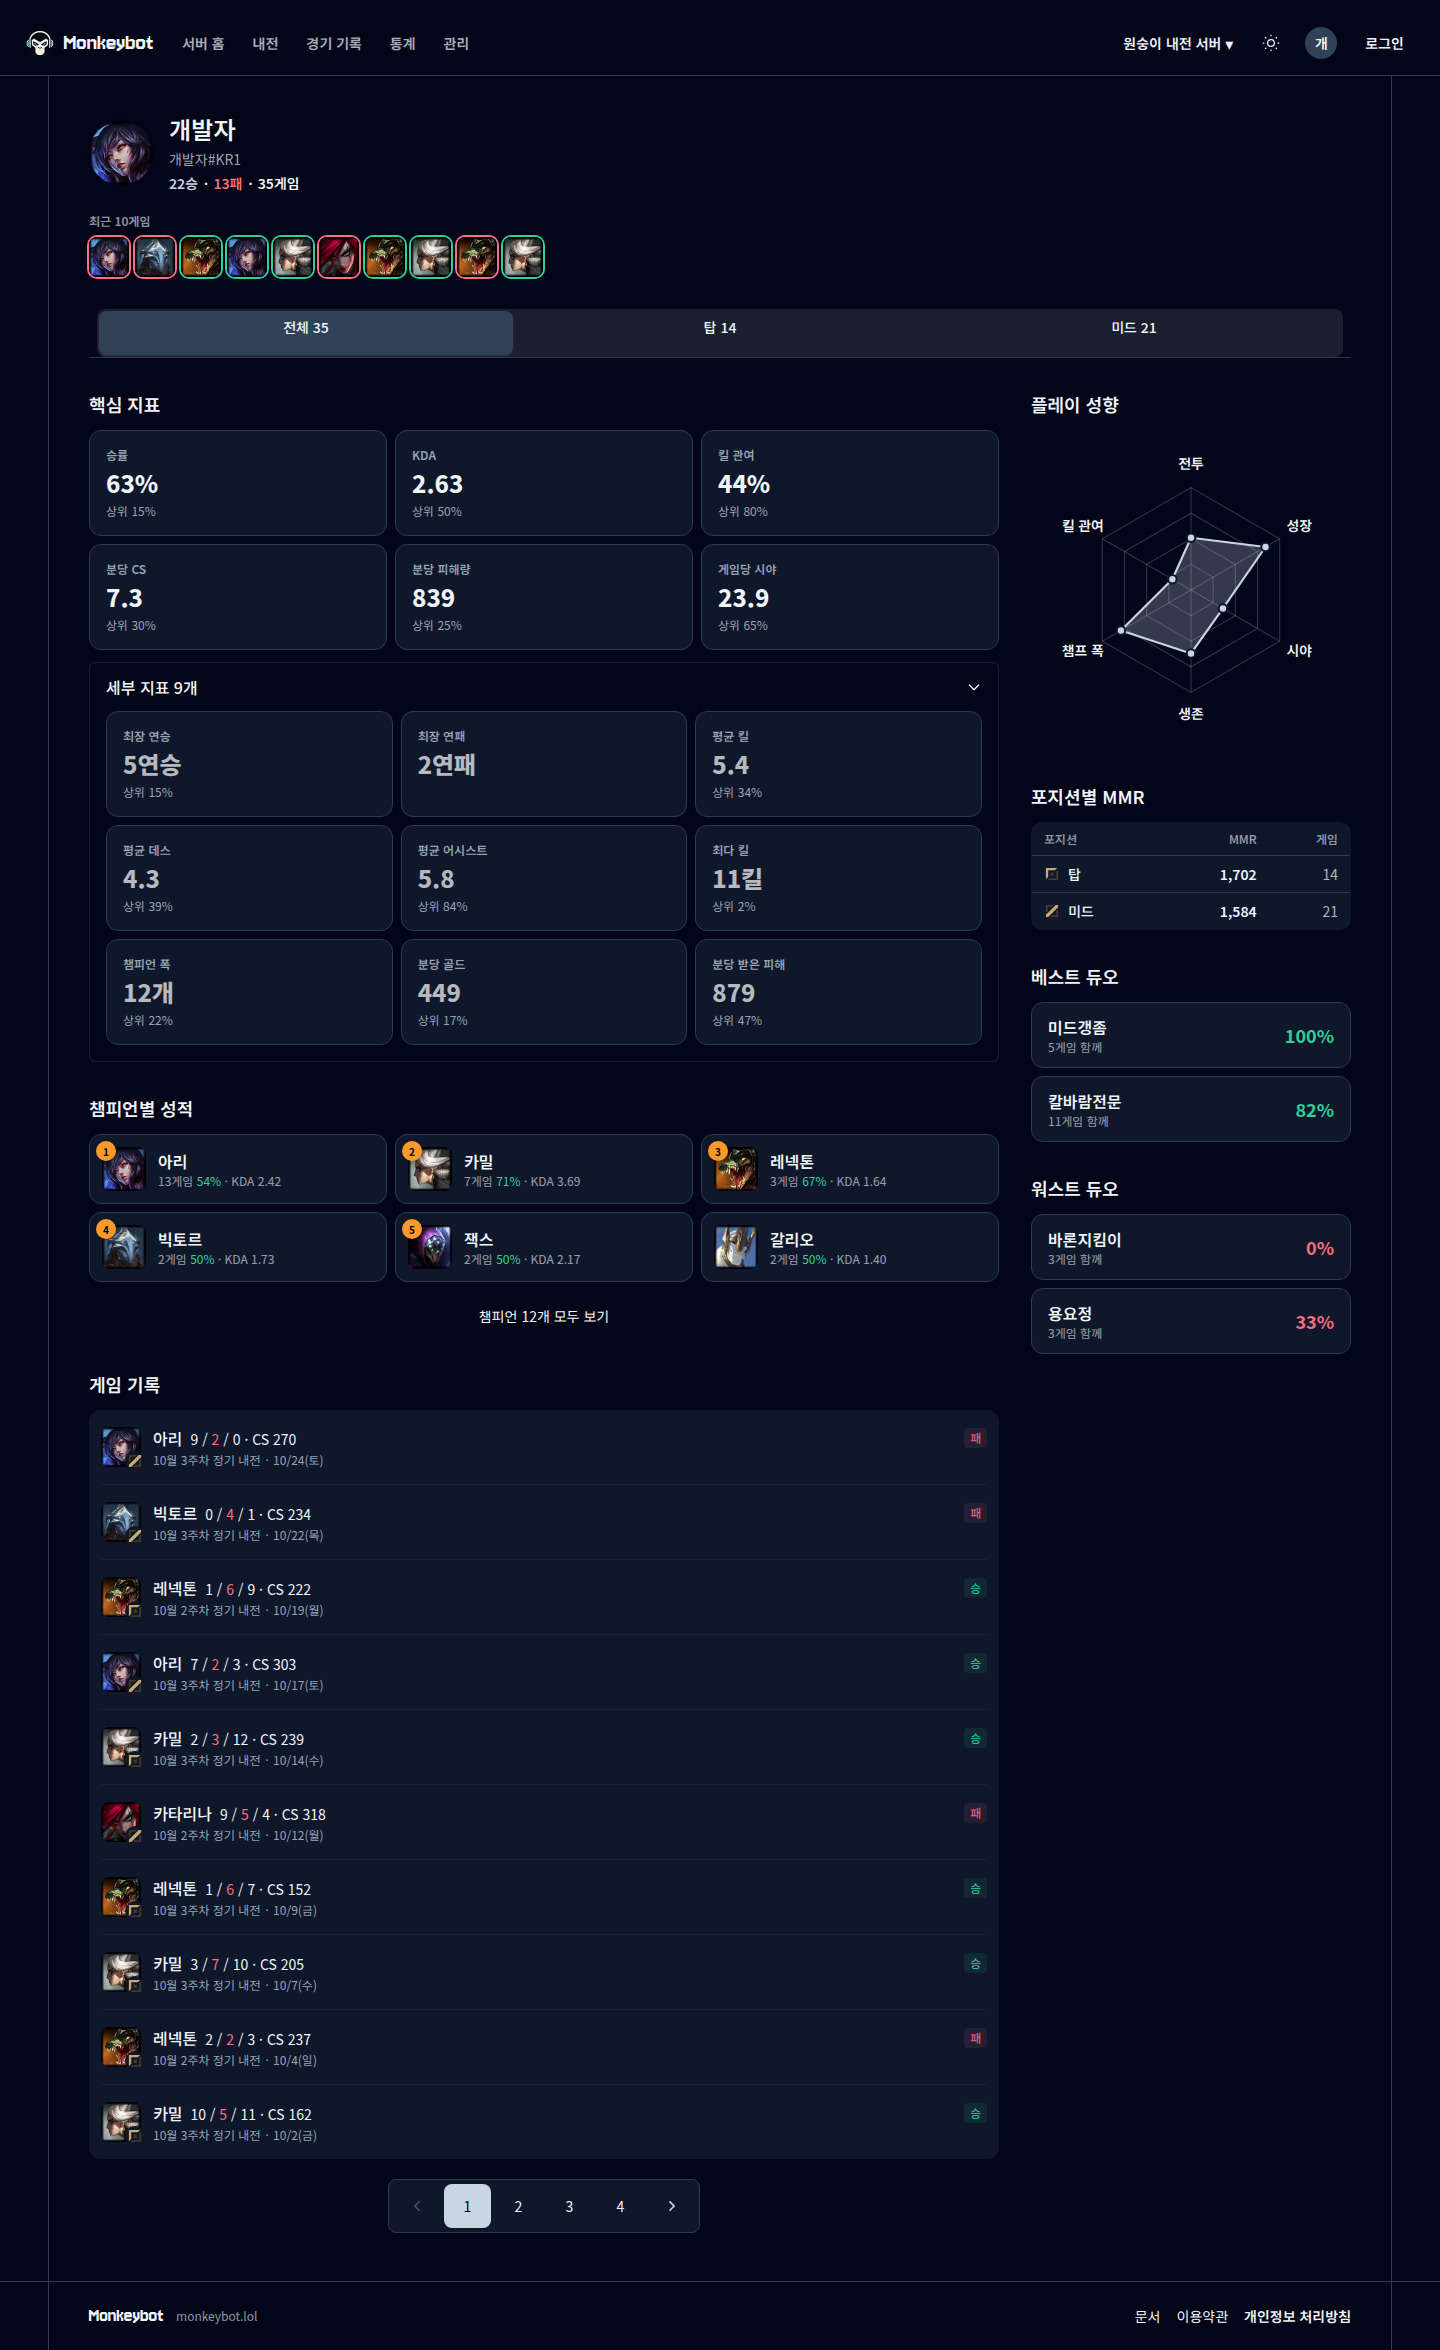 Monkeybot 서버 홈 내전 경기 기록 통계 관리 원숭이 내전 서버 ▾ 개 로그인
개발자
개발자#KR1
22승 · 13패 · 35게임
최근 10게임
전체 35 탑 14 미드 21
핵심 지표
승률 KDA 킬 관여
63% 2.63 44%
상위 15% 상위 50% 상위 80%
분당 CS 분당 피해량 게임당 시야
7.3 839 23.9
상위 30% 상위 25% 상위 65%
세부 지표 9개
최장 연승 최장 연패 평균 킬
5연승 2연패 5.4
상위 15% 상위 34%
평균 데스 평균 어시스트 최다 킬
4.3 5.8 11킬
상위 39% 상위 84% 상위 2%
챔피언 폭 분당 골드 분당 받은 피해
12개 449 879
상위 22% 상위 17% 상위 47%
챔피언별 성적
1 아리
13게임 54% · KDA 2.42
2 카밀
7게임 71% · KDA 3.69
3 레넥톤
3게임 67% · KDA 1.64
4 빅토르
2게임 50% · KDA 1.73
5 잭스
2게임 50% · KDA 2.17
갈리오
2게임 50% · KDA 1.40
챔피언 12개 모두 보기
게임 기록
아리 9 / 2 / 0 · CS 270 패
10월 3주차 정기 내전 · 10/24(토)
빅토르 0 / 4 / 1 · CS 234 패
10월 3주차 정기 내전 · 10/22(목)
레넥톤 1 / 6 / 9 · CS 222 승
10월 2주차 정기 내전 · 10/19(월)
아리 7 / 2 / 3 · CS 303 승
10월 3주차 정기 내전 · 10/17(토)
카밀 2 / 3 / 12 · CS 239 승
10월 3주차 정기 내전 · 10/14(수)
카타리나 9 / 5 / 4 · CS 318 패
10월 2주차 정기 내전 · 10/12(월)
레넥톤 1 / 6 / 7 · CS 152 승
10월 3주차 정기 내전 · 10/9(금)
카밀 3 / 7 / 10 · CS 205 승
10월 3주차 정기 내전 · 10/7(수)
레넥톤 2 / 2 / 3 · CS 237 패
10월 2주차 정기 내전 · 10/4(일)
카밀 10 / 5 / 11 · CS 162 승
10월 3주차 정기 내전 · 10/2(금)
1 2 3 4
플레이 성향
전투
킬 관여 성장
챔프 폭 시야
생존
포지션별 MMR
포지션 MMR 게임
탑 1,702 14
미드 1,584 21
베스트 듀오
미드갱좀 100%
5게임 함께
칼바람전문 82%
11게임 함께
워스트 듀오
바론지킴이 0%
3게임 함께
용요정 33%
3게임 함께
Monkeybot monkeybot.lol 문서 이용약관 개인정보 처리방침